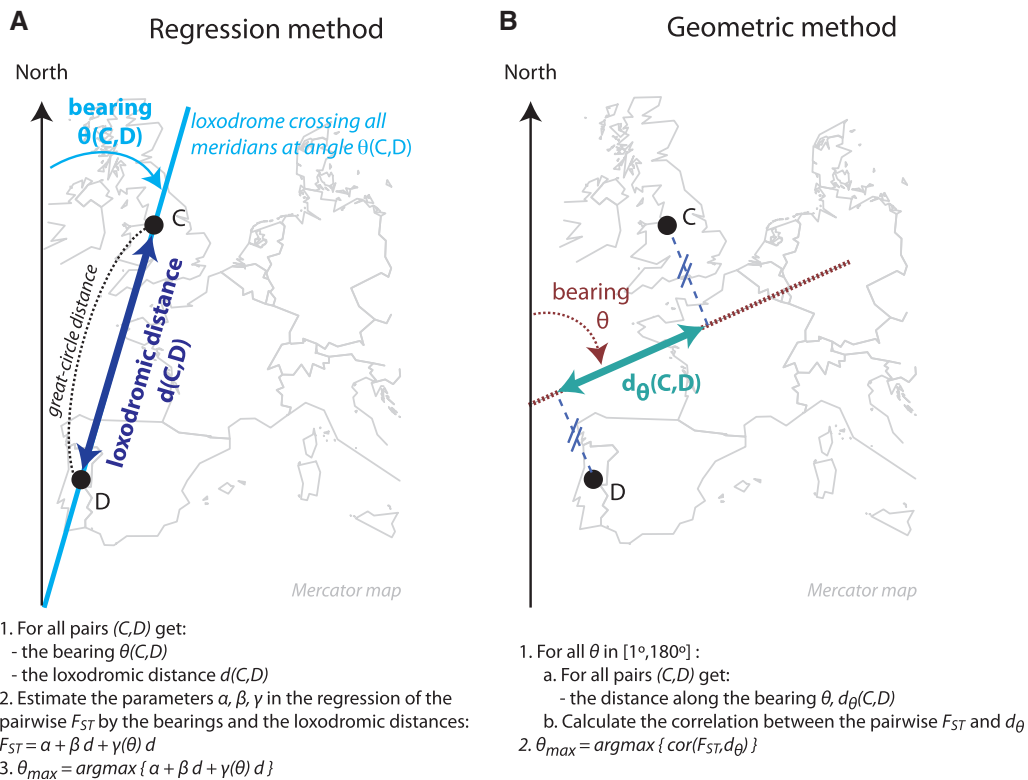 A
Regression method
North
bearing
θ(C,D)
loxodrome crossing all
meridians at angle θ(C,D)
C
great-circle distance
loxodromic distance
d(C,D)
D
Mercator map
1. For all pairs (C,D) get:
- the bearing θ(C,D)
- the loxodromic distance d(C,D)
2. Estimate the parameters α, β, γ in the regression of the
pairwise FST by the bearings and the loxodromic distances:
FST = α + β d + γ(θ) d
3. θmax = argmax { α + β d + γ(θ) d }
B
Geometric method
North
C
bearing
θ
dθ(C,D)
D
Mercator map
1. For all θ in [1º,180º] :
a. For all pairs (C,D) get:
- the distance along the bearing θ, dθ(C,D)
b. Calculate the correlation between the pairwise FST and dθ
2. θmax = argmax { cor(FST,dθ) }